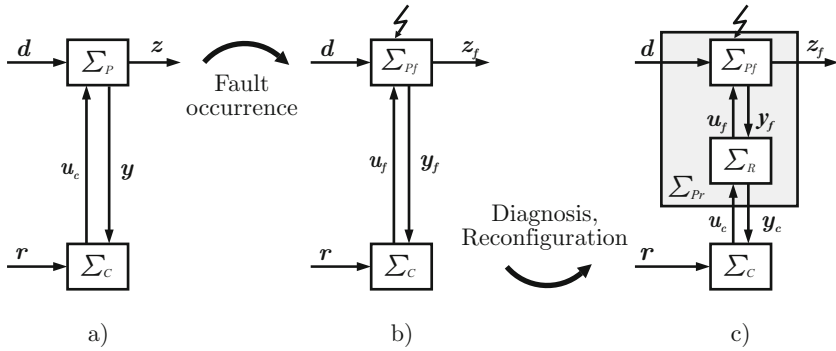 d
z
Σ_P
Fault
occurrence
u_c
y
r
Σ_C
a)
d
z_f
Σ_Pf
u_f
y_f
r
Σ_C
b)
Diagnosis,
Reconfiguration
d
z_f
Σ_Pf
u_f
y_f
Σ_R
Σ_Pr
u_c
y_c
r
Σ_C
c)